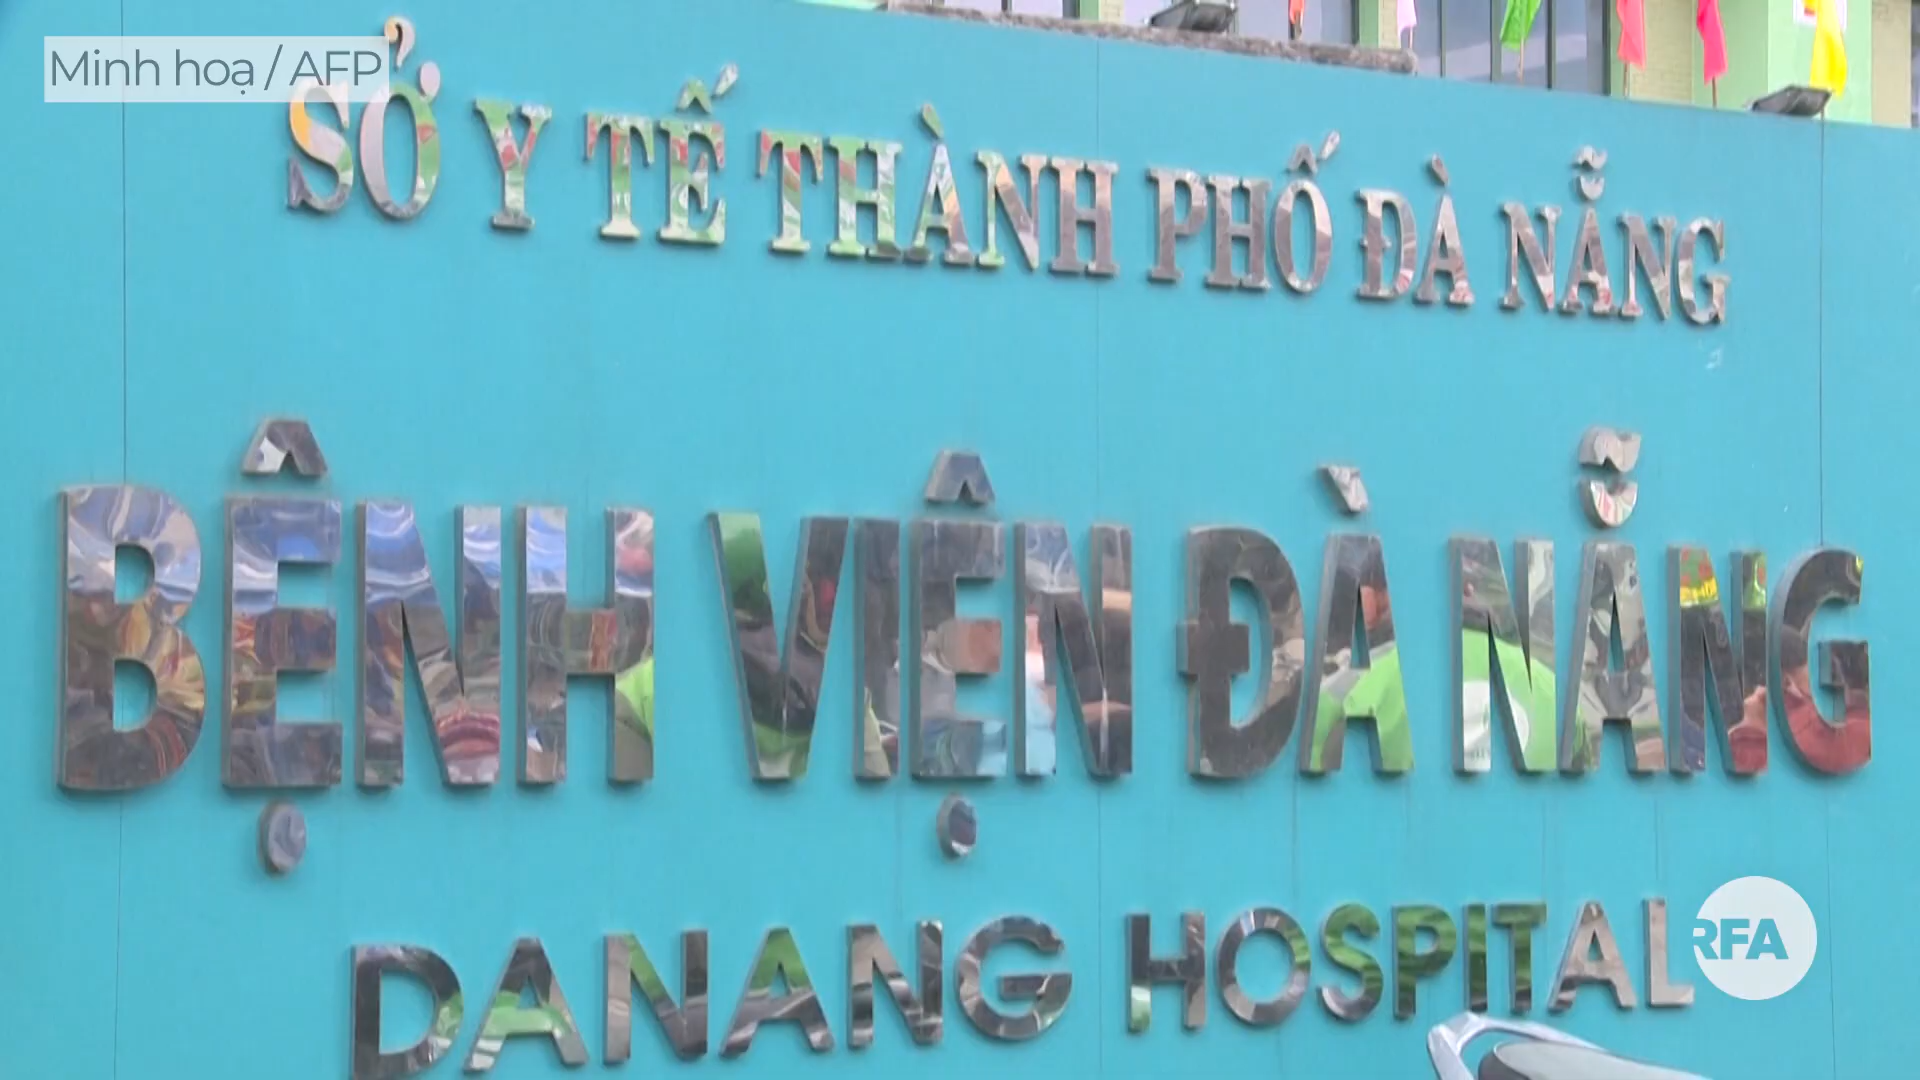 Minh hoạ / AFP
SỞ Y TẾ THÀNH PHỐ ĐÀ NẴNG
BỆNH VIỆN ĐÀ NẴNG
DANANG HOSPITAL
RFA